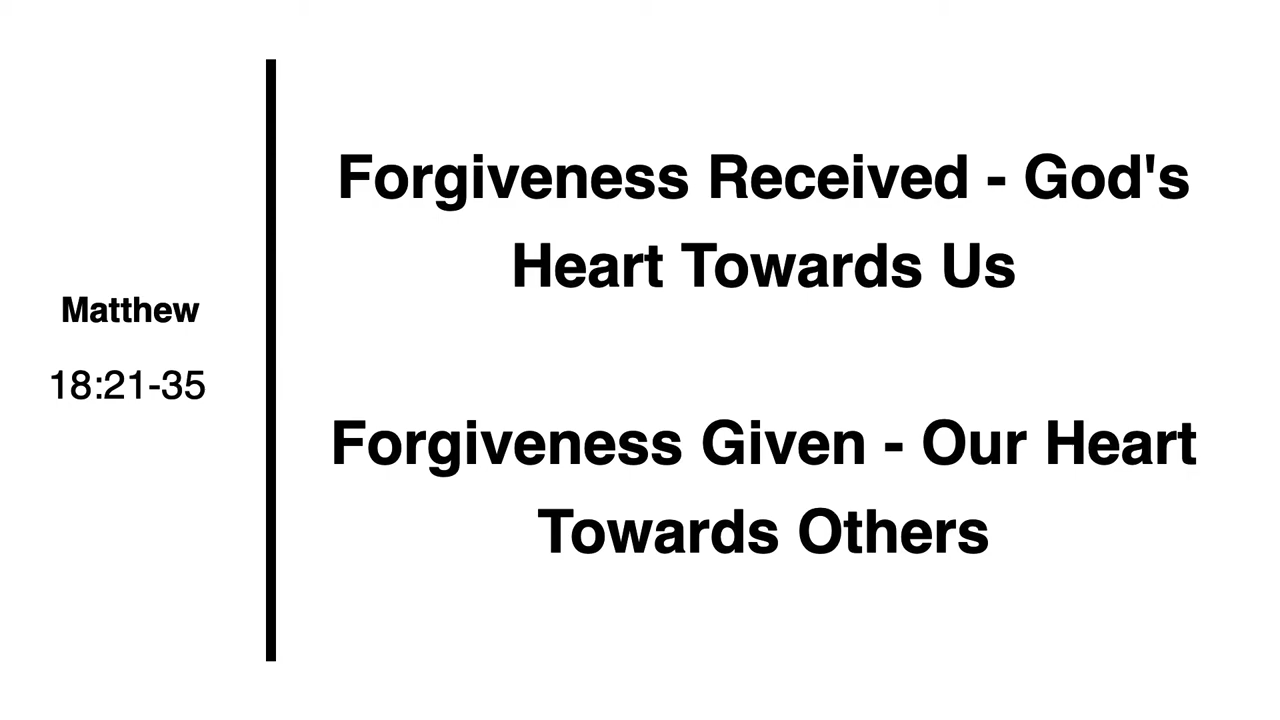 Matthew
18:21-35
Forgiveness Received - God's
Heart Towards Us
Forgiveness Given - Our Heart
Towards Others